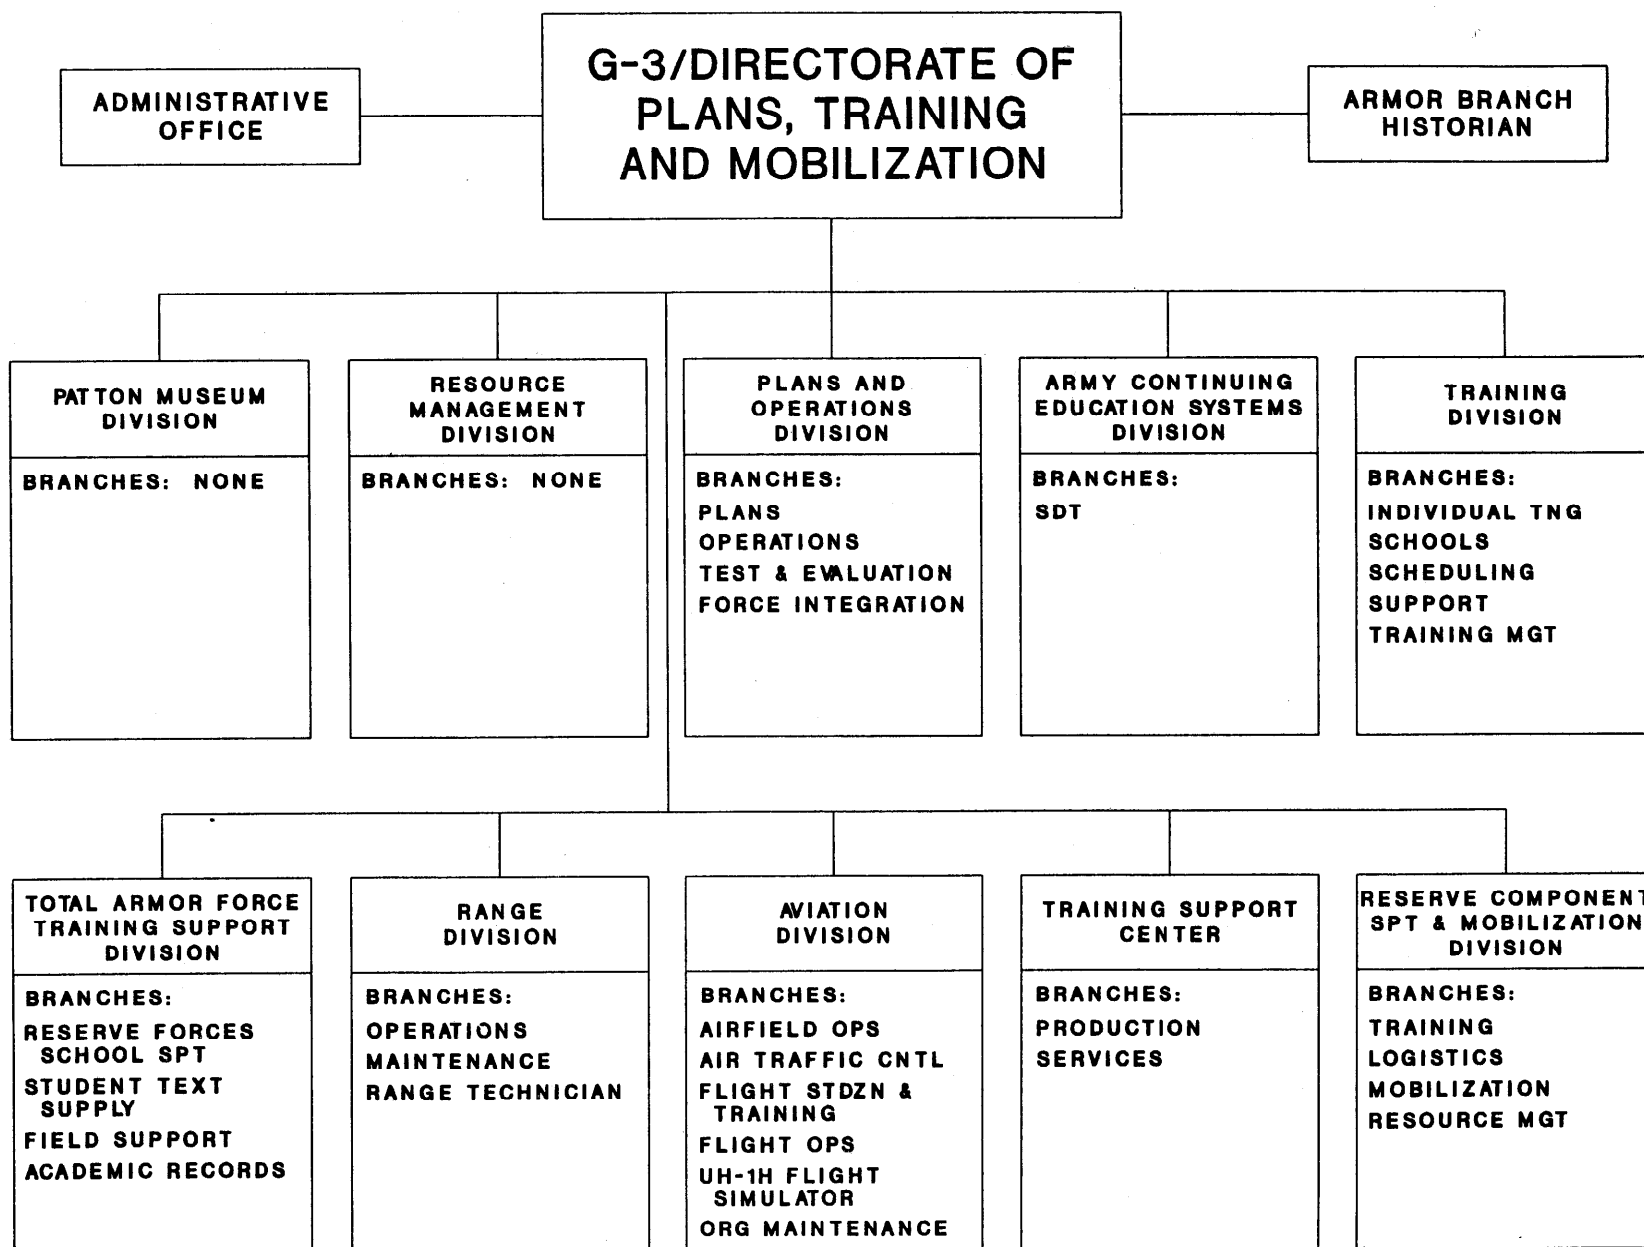 G-3/DIRECTORATE OF
PLANS, TRAINING
AND MOBILIZATION
ADMINISTRATIVE
OFFICE
ARMOR BRANCH
HISTORIAN
PATTON MUSEUM
DIVISION
BRANCHES: NONE
RESOURCE
MANAGEMENT
DIVISION
BRANCHES: NONE
PLANS AND
OPERATIONS
DIVISION
BRANCHES:
PLANS
OPERATIONS
TEST & EVALUATION
FORCE INTEGRATION
ARMY CONTINUING
EDUCATION SYSTEMS
DIVISION
BRANCHES:
SDT
TRAINING
DIVISION
BRANCHES:
INDIVIDUAL TNG
SCHOOLS
SCHEDULING
SUPPORT
TRAINING MGT
TOTAL ARMOR FORCE
TRAINING SUPPORT
DIVISION
BRANCHES:
RESERVE FORCES
SCHOOL SPT
STUDENT TEXT
SUPPLY
FIELD SUPPORT
ACADEMIC RECORDS
RANGE
DIVISION
BRANCHES:
OPERATIONS
MAINTENANCE
RANGE TECHNICIAN
AVIATION
DIVISION
BRANCHES:
AIRFIELD OPS
AIR TRAFFIC CNTL
FLIGHT STDZN &
TRAINING
FLIGHT OPS
UH-1H FLIGHT
SIMULATOR
ORG MAINTENANCE
TRAINING SUPPORT
CENTER
BRANCHES:
PRODUCTION
SERVICES
RESERVE COMPONENT
SPT & MOBILIZATION
DIVISION
BRANCHES:
TRAINING
LOGISTICS
MOBILIZATION
RESOURCE MGT